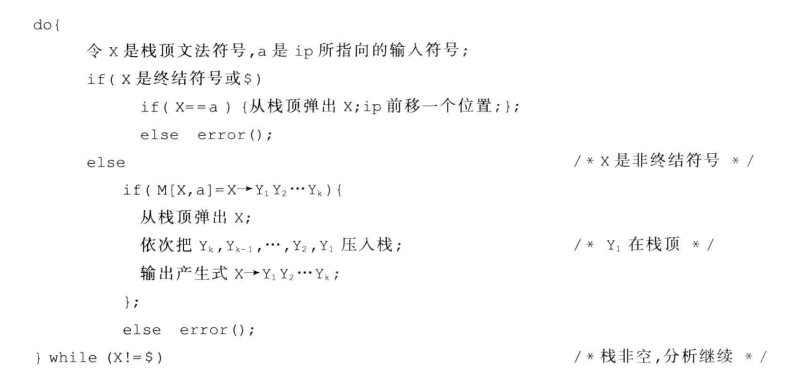 do{
令 X 是栈顶文法符号,a 是 ip 所指向的输入符号;
if( X 是终结符号或$)
if( X==a ) {从栈顶弹出 X;ip 前移一个位置;};
else error();
else /* X 是非终结符号 */
if( M[X,a]=X→Y₁Y₂⋯Yₖ){
从栈顶弹出 X;
依次把 Yₖ,Yₖ₋₁,⋯,Y₂,Y₁ 压入栈; /* Y₁ 在栈顶 */
输出产生式 X→Y₁Y₂⋯Yₖ;
};
else error();
} while (X!=$) /* 栈非空,分析继续 */